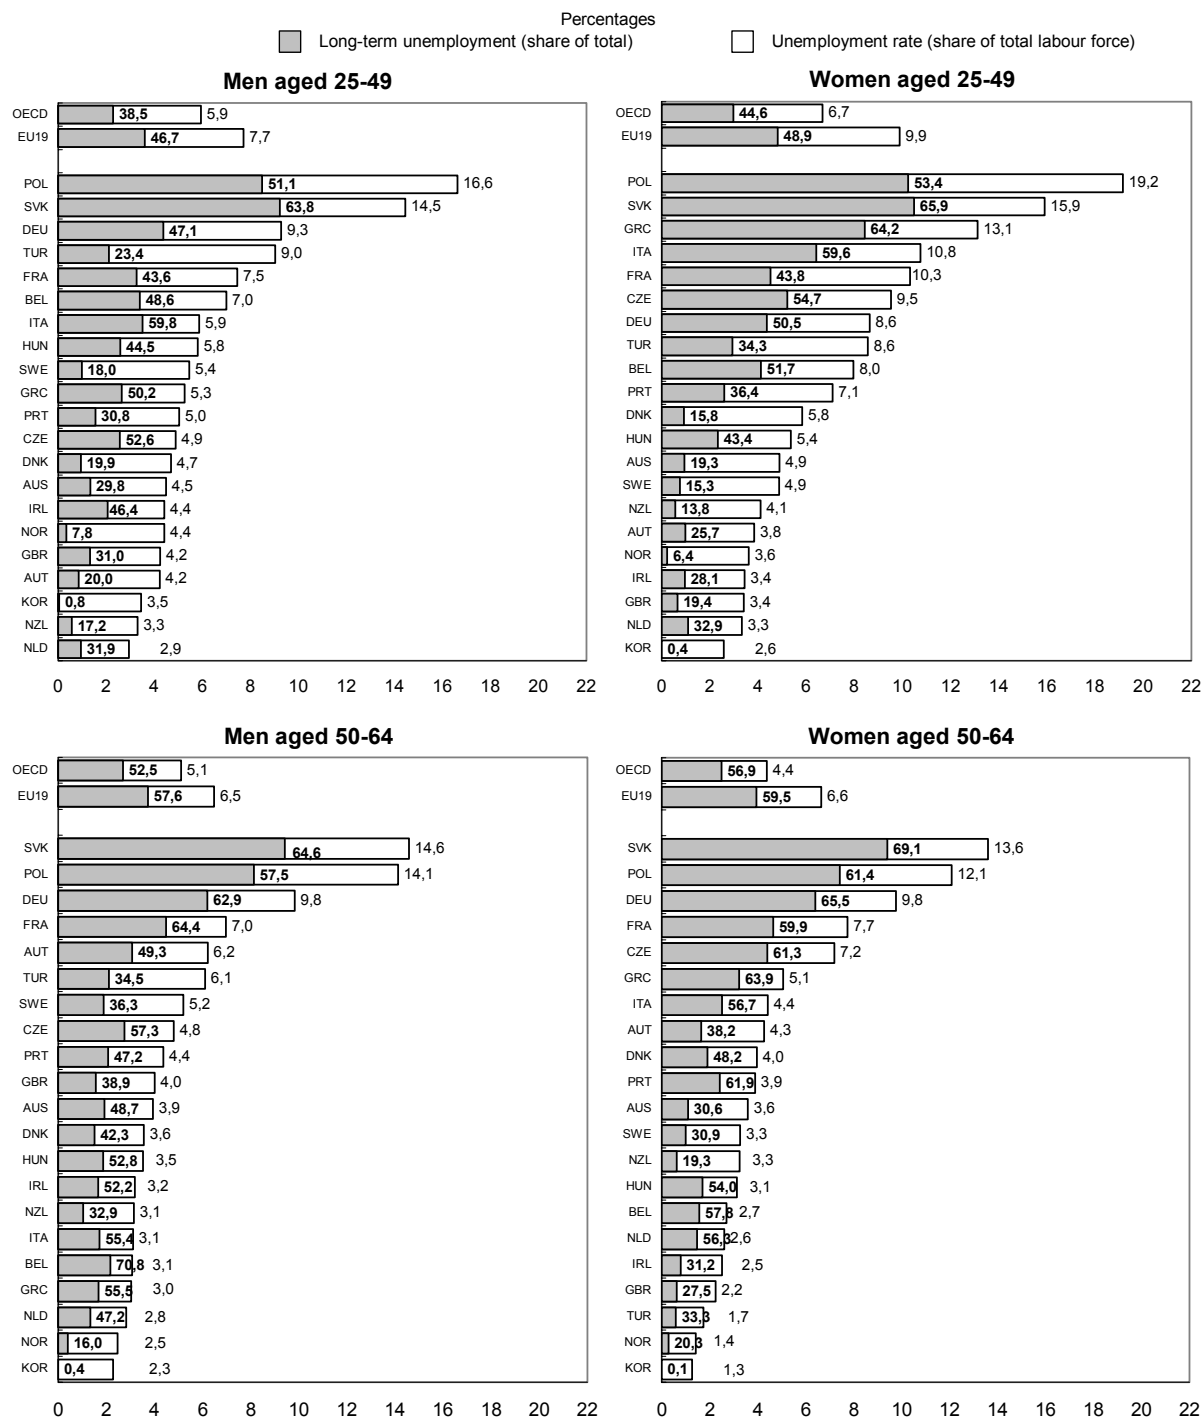 Percentages
Long-term unemployment (share of total) Unemployment rate (share of total labour force)
Men aged 25-49
OECD 38,5 5,9
EU19 46,7 7,7
POL 51,1 16,6
SVK 63,8 14,5
DEU 47,1 9,3
TUR 23,4 9,0
FRA 43,6 7,5
BEL 48,6 7,0
ITA 59,8 5,9
HUN 44,5 5,8
SWE 18,0 5,4
GRC 50,2 5,3
PRT 30,8 5,0
CZE 52,6 4,9
DNK 19,9 4,7
AUS 29,8 4,5
IRL 46,4 4,4
NOR 7,8 4,4
GBR 31,0 4,2
AUT 20,0 4,2
KOR 0,8 3,5
NZL 17,2 3,3
NLD 31,9 2,9
0 2 4 6 8 10 12 14 16 18 20 22
Women aged 25-49
OECD 44,6 6,7
EU19 48,9 9,9
POL 53,4 19,2
SVK 65,9 15,9
GRC 64,2 13,1
ITA 59,6 10,8
FRA 43,8 10,3
CZE 54,7 9,5
DEU 50,5 8,6
TUR 34,3 8,6
BEL 51,7 8,0
PRT 36,4 7,1
DNK 15,8 5,8
HUN 43,4 5,4
AUS 19,3 4,9
SWE 15,3 4,9
NZL 13,8 4,1
AUT 25,7 3,8
NOR 6,4 3,6
IRL 28,1 3,4
GBR 19,4 3,4
NLD 32,9 3,3
KOR 0,4 2,6
0 2 4 6 8 10 12 14 16 18 20 22
Men aged 50-64
OECD 52,5 5,1
EU19 57,6 6,5
SVK 64,6 14,6
POL 57,5 14,1
DEU 62,9 9,8
FRA 64,4 7,0
AUT 49,3 6,2
TUR 34,5 6,1
SWE 36,3 5,2
CZE 57,3 4,8
PRT 47,2 4,4
GBR 38,9 4,0
AUS 48,7 3,9
DNK 42,3 3,6
HUN 52,8 3,5
IRL 52,2 3,2
NZL 32,9 3,1
ITA 55,4 3,1
BEL 70,8 3,1
GRC 55,5 3,0
NLD 47,2 2,8
NOR 16,0 2,5
KOR 0,4 2,3
0 2 4 6 8 10 12 14 16 18 20 22
Women aged 50-64
OECD 56,9 4,4
EU19 59,5 6,6
SVK 69,1 13,6
POL 61,4 12,1
DEU 65,5 9,8
FRA 59,9 7,7
CZE 61,3 7,2
GRC 63,9 5,1
ITA 56,7 4,4
AUT 38,2 4,3
DNK 48,2 4,0
PRT 61,9 3,9
AUS 30,6 3,6
SWE 30,9 3,3
NZL 19,3 3,3
HUN 54,0 3,1
BEL 57,8 2,7
NLD 56,3 2,6
IRL 31,2 2,5
GBR 27,5 2,2
TUR 33,3 1,7
NOR 20,3 1,4
KOR 0,1 1,3
0 2 4 6 8 10 12 14 16 18 20 22